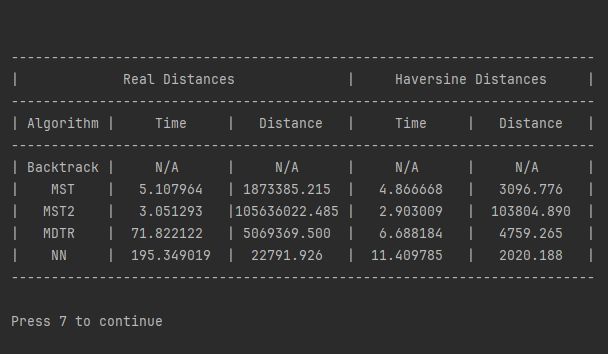 -------------------------------------------------------------------------
|             Real Distances              |     Haversine Distances     |
-------------------------------------------------------------------------
| Algorithm |     Time     |   Distance   |     Time     |   Distance   |
-------------------------------------------------------------------------
| Backtrack |     N/A      |     N/A      |     N/A      |     N/A      |
|    MST    |   5.107964   | 1873385.215  |   4.866668   |   3096.776   |
|   MST2    |   3.051293   |105636022.485 |   2.903009   |  103804.890  |
|   MDTR    |  71.822122   | 5069369.500  |   6.688184   |   4759.265   |
|    NN     |  195.349019  |  22791.926   |  11.409785   |   2020.188   |
-------------------------------------------------------------------------
Press 7 to continue